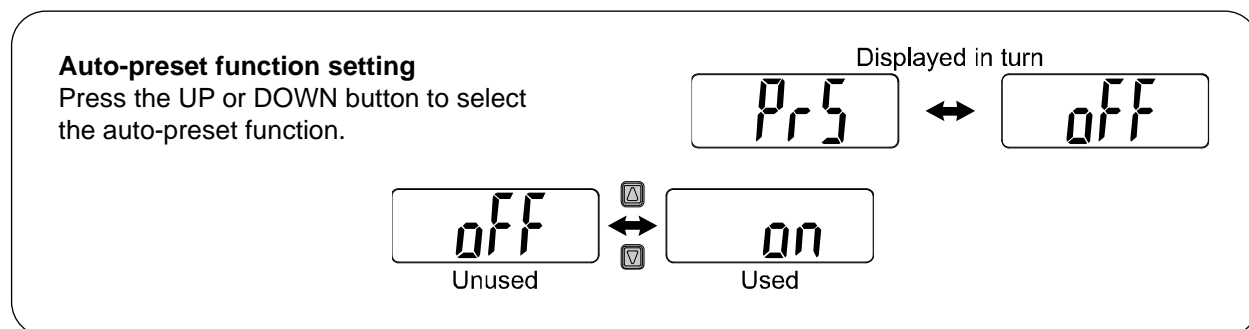 Auto-preset function setting
Press the UP or DOWN button to select
the auto-preset function.
Displayed in turn
PrS
oFF
oFF
on
Unused
Used